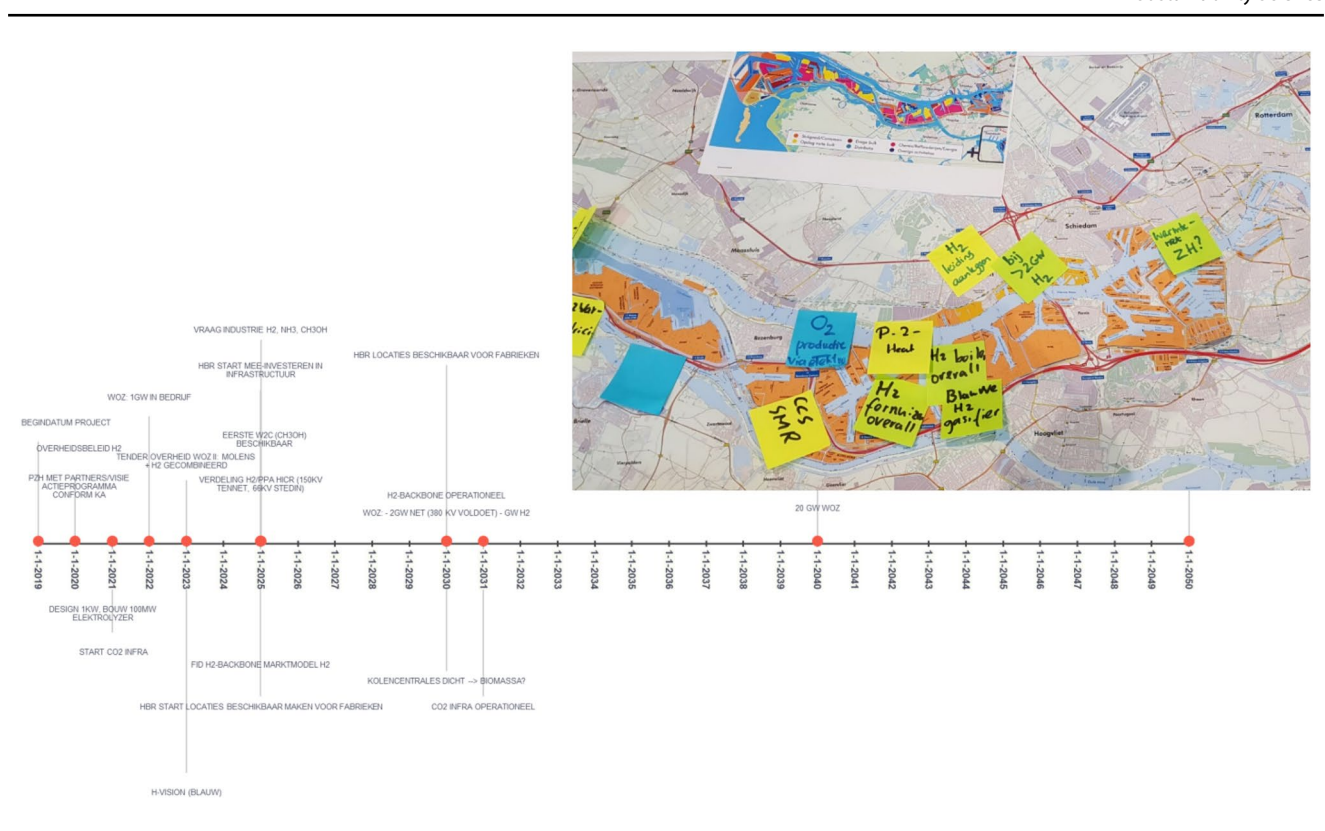 VRAAG INDUSTRIE H2, NH3, CH3OH
HBR LOCATIES BESCHIKBAAR VOOR FABRIEKEN
HBR START MEE-INVESTEREN IN
INFRASTRUCTUUR
WOZ: 1GW IN BEDRIJF
BEGINDATUM PROJECT
EERSTE W2C (CH3OH)
BESCHIKBAAR
OVERHEIDSBELEID H2
TENDER OVERHEID WOZ II: MOLENS
+ H2 GECOMBINEERD
PZH MET PARTNERS/VISIE
ACTIEPROGRAMMA
CONFORM KA
VERDELING H2/PPA HICR (150KV
TENNET, 66KV STEDIN)
H2-BACKBONE OPERATIONEEL
WOZ: - 2GW NET (380 KV VOLDOET) - GW H2
20 GW WOZ
Rotterdam
Schiedam
Maassluis
Rozenburg
Hoogvliet
Brielle
H2
leiding
aanleggen
bij
>2GW
H2
warmte-
net
ZH?
O2
productie
via elektr
P-2-
Heat
H2 boiler
overall
H2
fornuis
overall
Blauwe
H2
gasifier
CCS
SMR
1-1-2019
1-1-2020
1-1-2021
1-1-2022
1-1-2023
1-1-2024
1-1-2025
1-1-2026
1-1-2027
1-1-2028
1-1-2029
1-1-2030
1-1-2031
1-1-2032
1-1-2033
1-1-2034
1-1-2035
1-1-2036
1-1-2037
1-1-2038
1-1-2039
1-1-2040
1-1-2041
1-1-2042
1-1-2043
1-1-2044
1-1-2045
1-1-2046
1-1-2047
1-1-2048
1-1-2049
1-1-2050
DESIGN 1KW, BOUW 100MW
ELEKTROLYZER
START CO2 INFRA
FID H2-BACKBONE MARKTMODEL H2
KOLENCENTRALES DICHT --> BIOMASSA?
HBR START LOCATIES BESCHIKBAAR MAKEN VOOR FABRIEKEN
CO2 INFRA OPERATIONEEL
H-VISION (BLAUW)